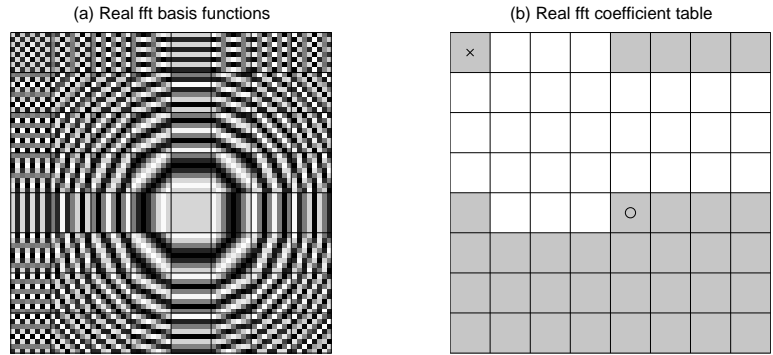 (a) Real fft basis functions
(b) Real fft coefficient table
×
○